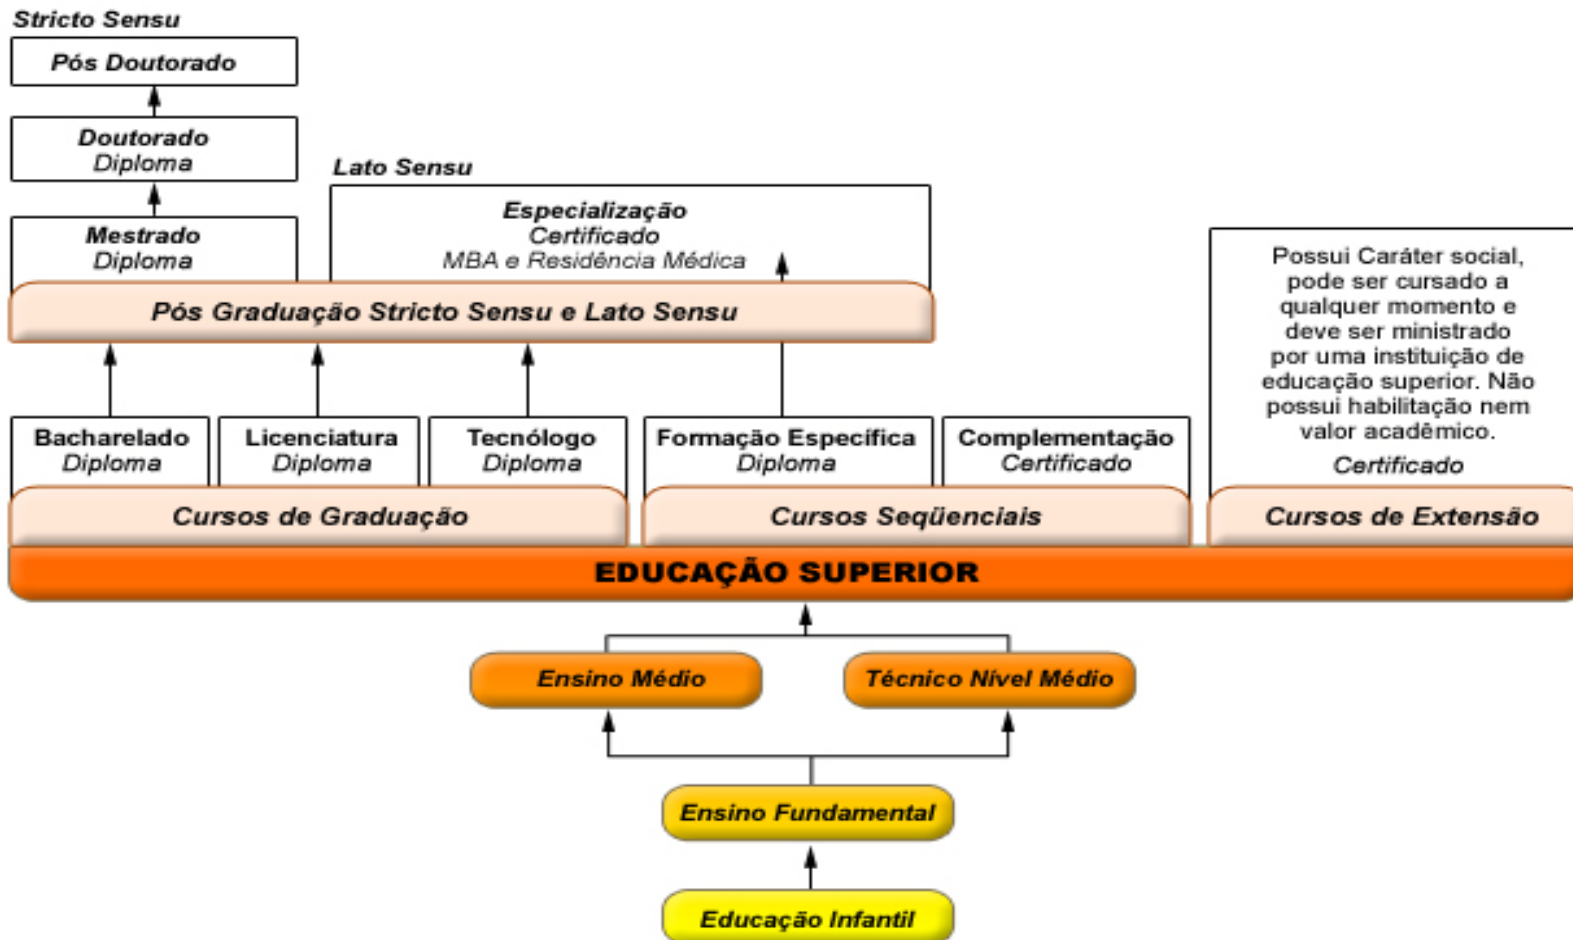 Stricto Sensu
Pós Doutorado
Doutorado
Diploma
Mestrado
Diploma
Lato Sensu
Especialização
Certificado
MBA e Residência Médica
Pós Graduação Stricto Sensu e Lato Sensu
Bacharelado
Diploma
Licenciatura
Diploma
Tecnólogo
Diploma
Formação Específica
Diploma
Complementação
Certificado
Possui Caráter social,
pode ser cursado a
qualquer momento e
deve ser ministrado
por uma instituição de
educação superior. Não
possui habilitação nem
valor acadêmico.
Certificado
Cursos de Graduação
Cursos Seqüenciais
Cursos de Extensão
EDUCAÇÃO SUPERIOR
Ensino Médio
Técnico Nível Médio
Ensino Fundamental
Educação Infantil